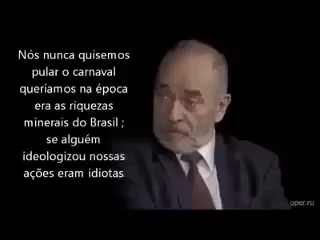 Nós nunca quisemos
pular o carnaval
queríamos na época
era as riquezas
minerais do Brasil ;
se alguém
ideologizou nossas
ações eram idiotas
oper.ru